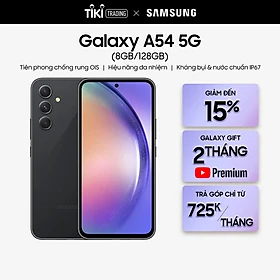 TIKI TRADING × SAMSUNG
Galaxy A54 5G
(8GB/128GB)
Tiên phong chống rung OIS | Hiệu năng đa nhiệm | Kháng bụi & nước chuẩn IP67
GIẢM ĐẾN
15%
GALAXY GIFT
2 THÁNG
Premium
TRẢ GÓP CHỈ TỪ
725K/THÁNG